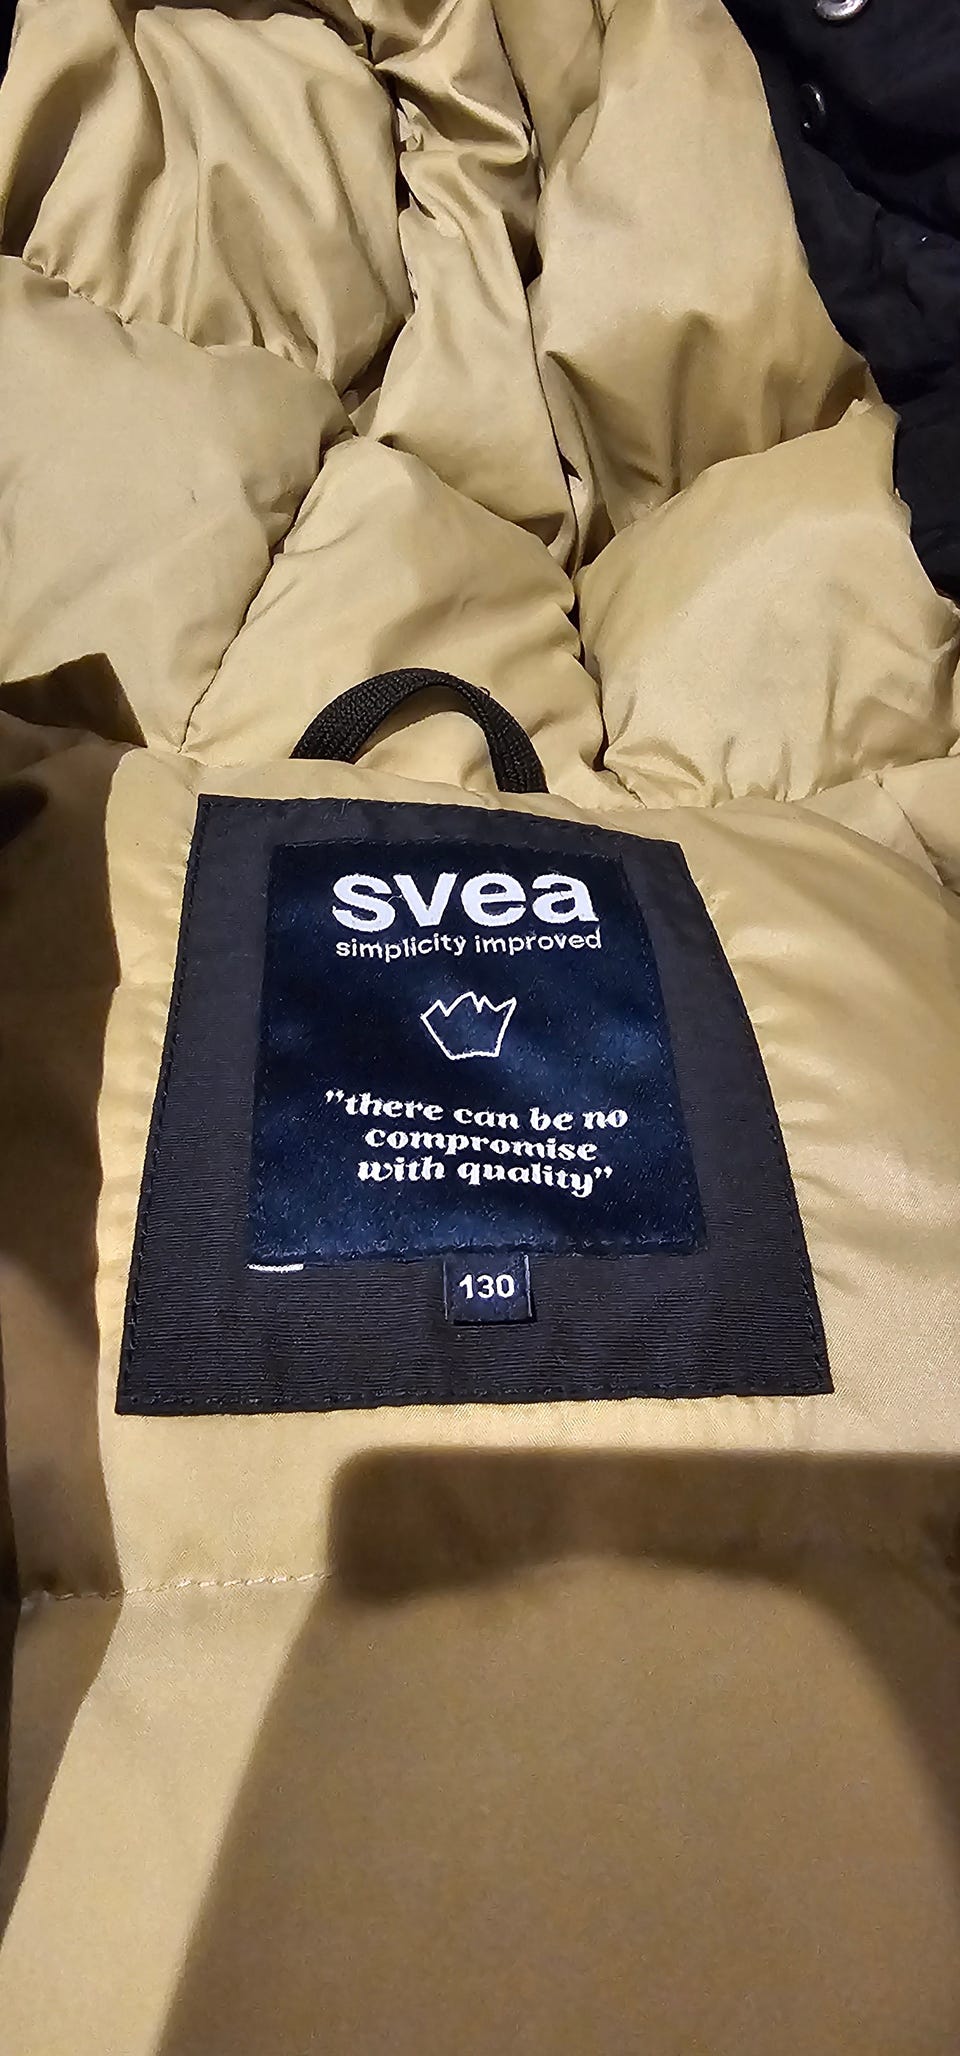 svea
simplicity improved
"there can be no
compromise
with quality"
130